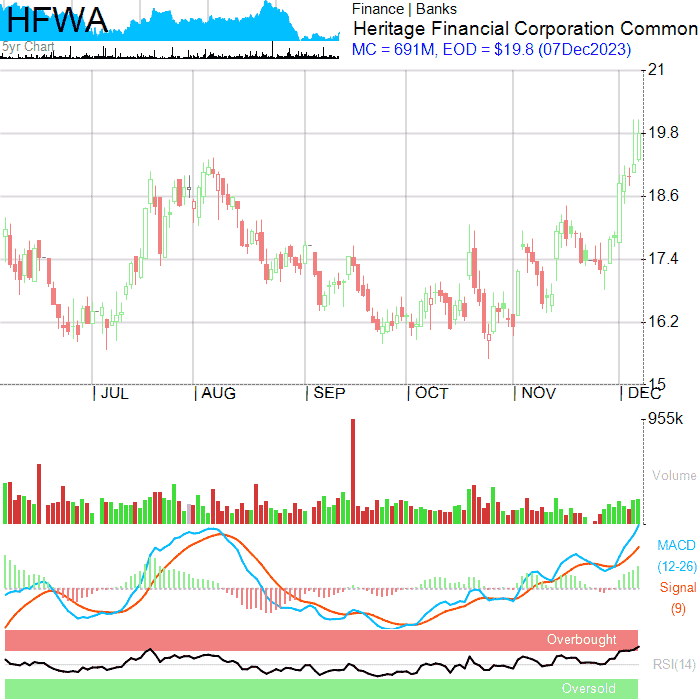 HFWA
5yr Chart
Finance | Banks
Heritage Financial Corporation Common
MC = 691M, EOD = $19.8 (07Dec2023)
21
19.8
18.6
17.4
16.2
15
| JUL | AUG | SEP | OCT | NOV | DEC
955k
Volume
MACD
(12-26)
Signal
(9)
Overbought
RSI(14)
Oversold